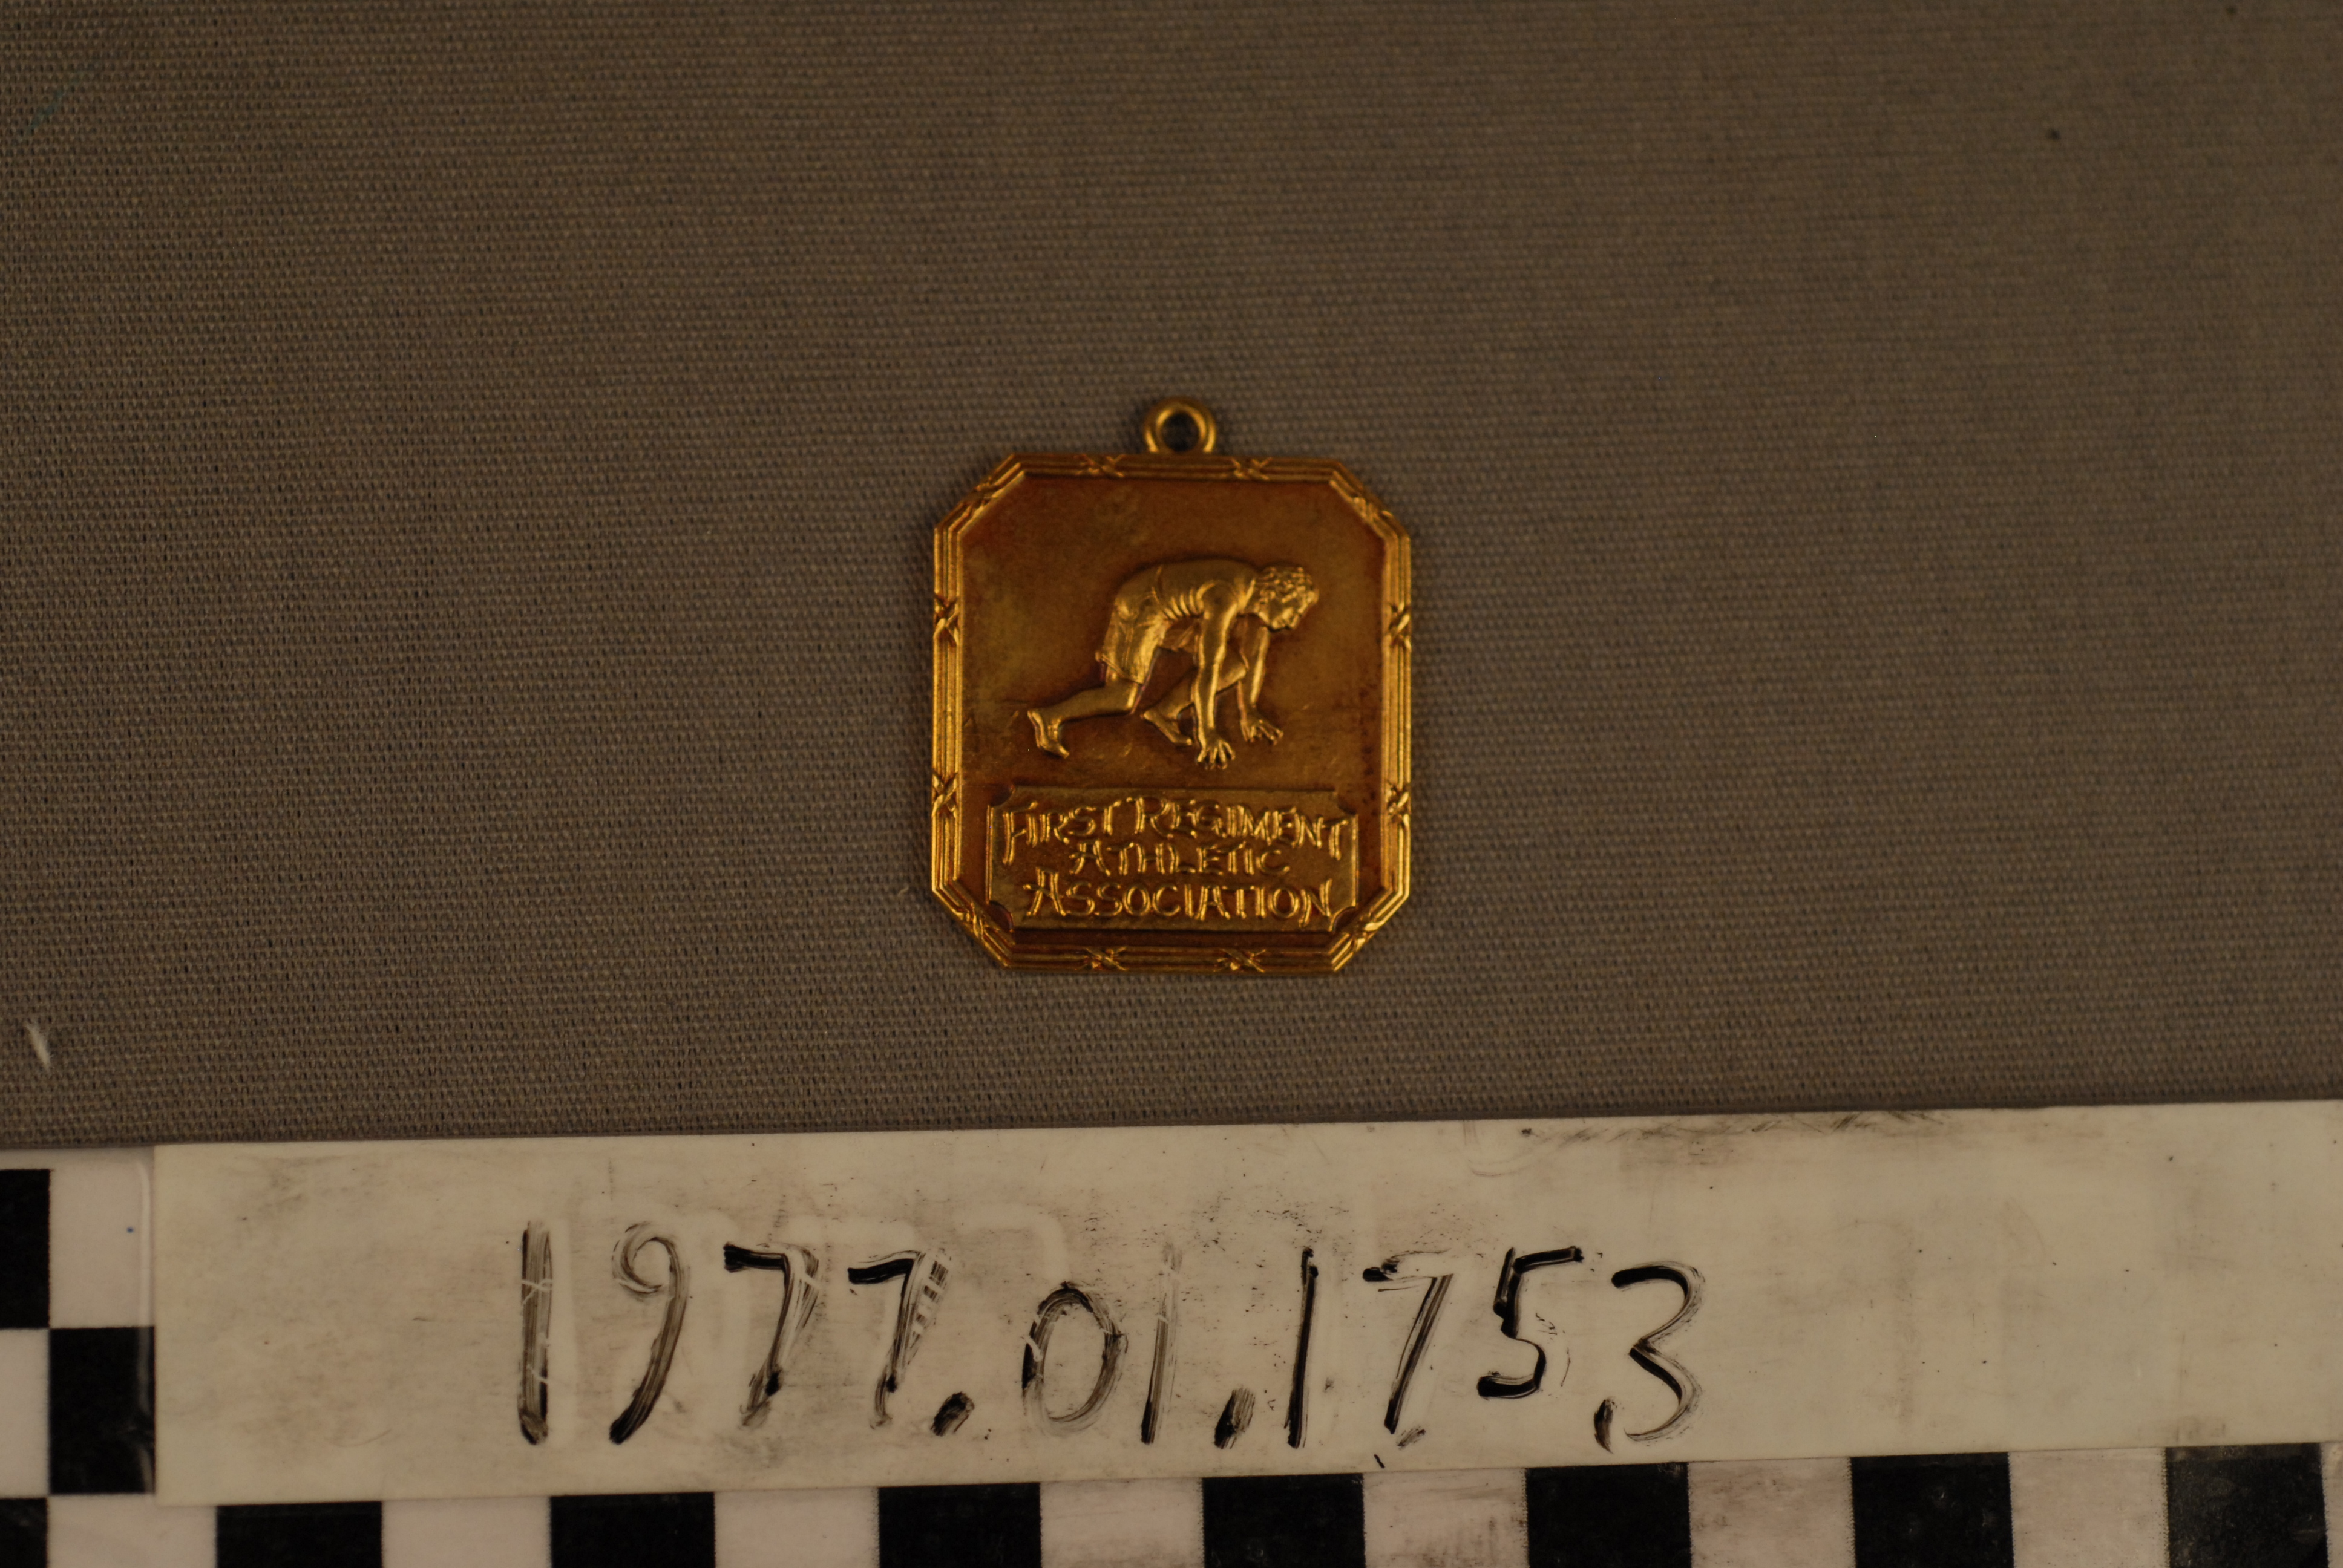 FIRST REGIMENT
ATHLETIC
ASSOCIATION
1977.01.1753